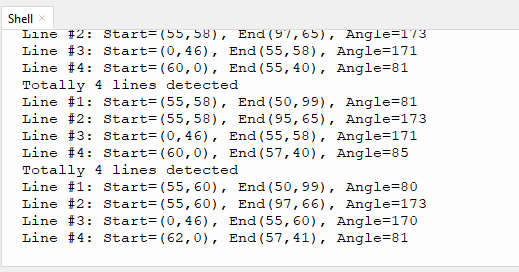 Shell ×
Line #2: Start=(55,58), End(97,65), Angle=173
Line #3: Start=(0,46), End(55,58), Angle=171
Line #4: Start=(60,0), End(55,40), Angle=81
Totally 4 lines detected
Line #1: Start=(55,58), End(50,99), Angle=81
Line #2: Start=(55,58), End(95,65), Angle=173
Line #3: Start=(0,46), End(55,58), Angle=171
Line #4: Start=(60,0), End(57,40), Angle=85
Totally 4 lines detected
Line #1: Start=(55,60), End(50,99), Angle=80
Line #2: Start=(55,60), End(97,66), Angle=173
Line #3: Start=(0,46), End(55,60), Angle=170
Line #4: Start=(62,0), End(57,41), Angle=81